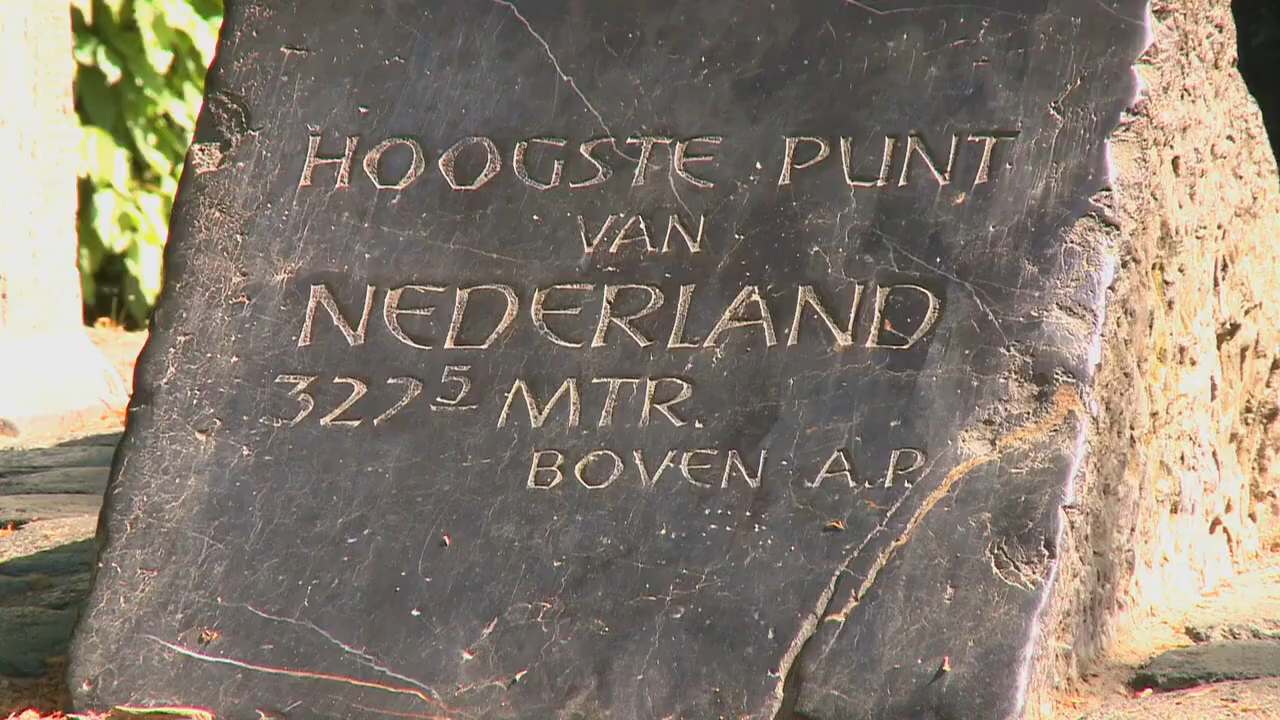 HOOGSTE PUNT
VAN
NEDERLAND
322⁵ MTR.
BOVEN A.P.